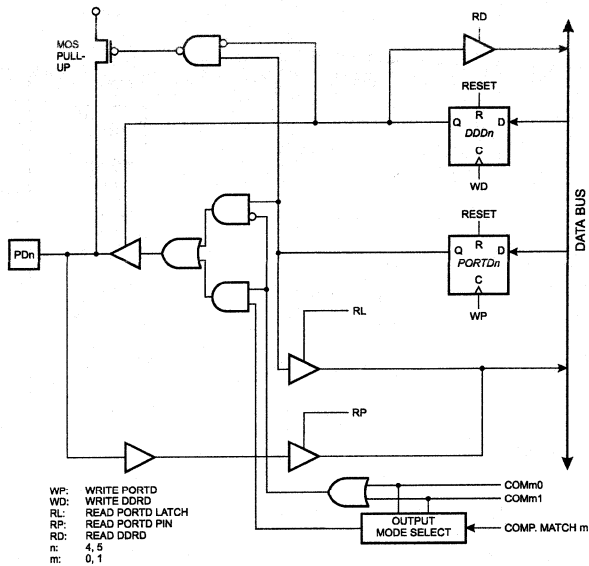 RD
MOS
PULL-
UP
RESET
Q R D
DDDn
C
WD
DATA BUS
RESET
PDn
Q R D
PORTDn
C
WP
RL
RP
WP: WRITE PORTD
WD: WRITE DDRD
RL: READ PORTD LATCH
RP: READ PORTD PIN
RD: READ DDRD
n: 4, 5
m: 0, 1
COMm0
COMm1
OUTPUT
MODE SELECT
COMP. MATCH m